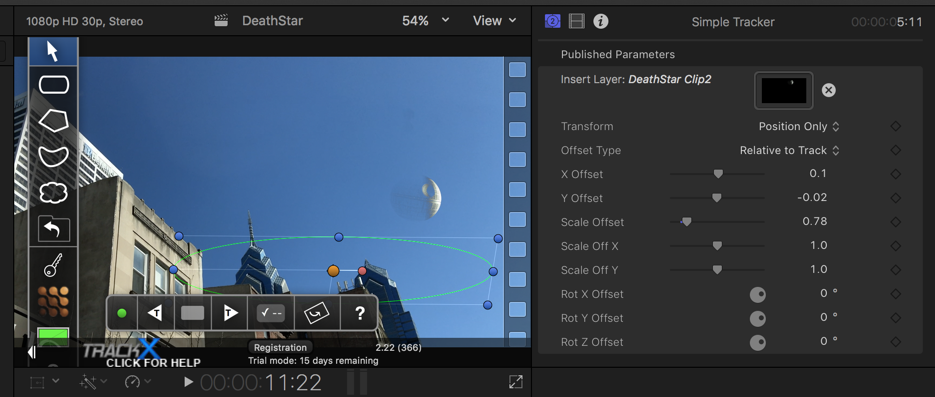 1080p HD 30p, Stereo
DeathStar
54%
View
Simple Tracker
00:00:05:11
Published Parameters
Insert Layer: DeathStar Clip2
Transform
Position Only
Offset Type
Relative to Track
X Offset
0.1
Y Offset
-0.02
Scale Offset
0.78
Scale Off X
1.0
Scale Off Y
1.0
Rot X Offset
0 °
Rot Y Offset
0 °
Rot Z Offset
0 °
T
T
✓ --
?
TRACKX
CLICK FOR HELP
Registration
2.22 (366)
Trial mode: 15 days remaining
00:00:11:22